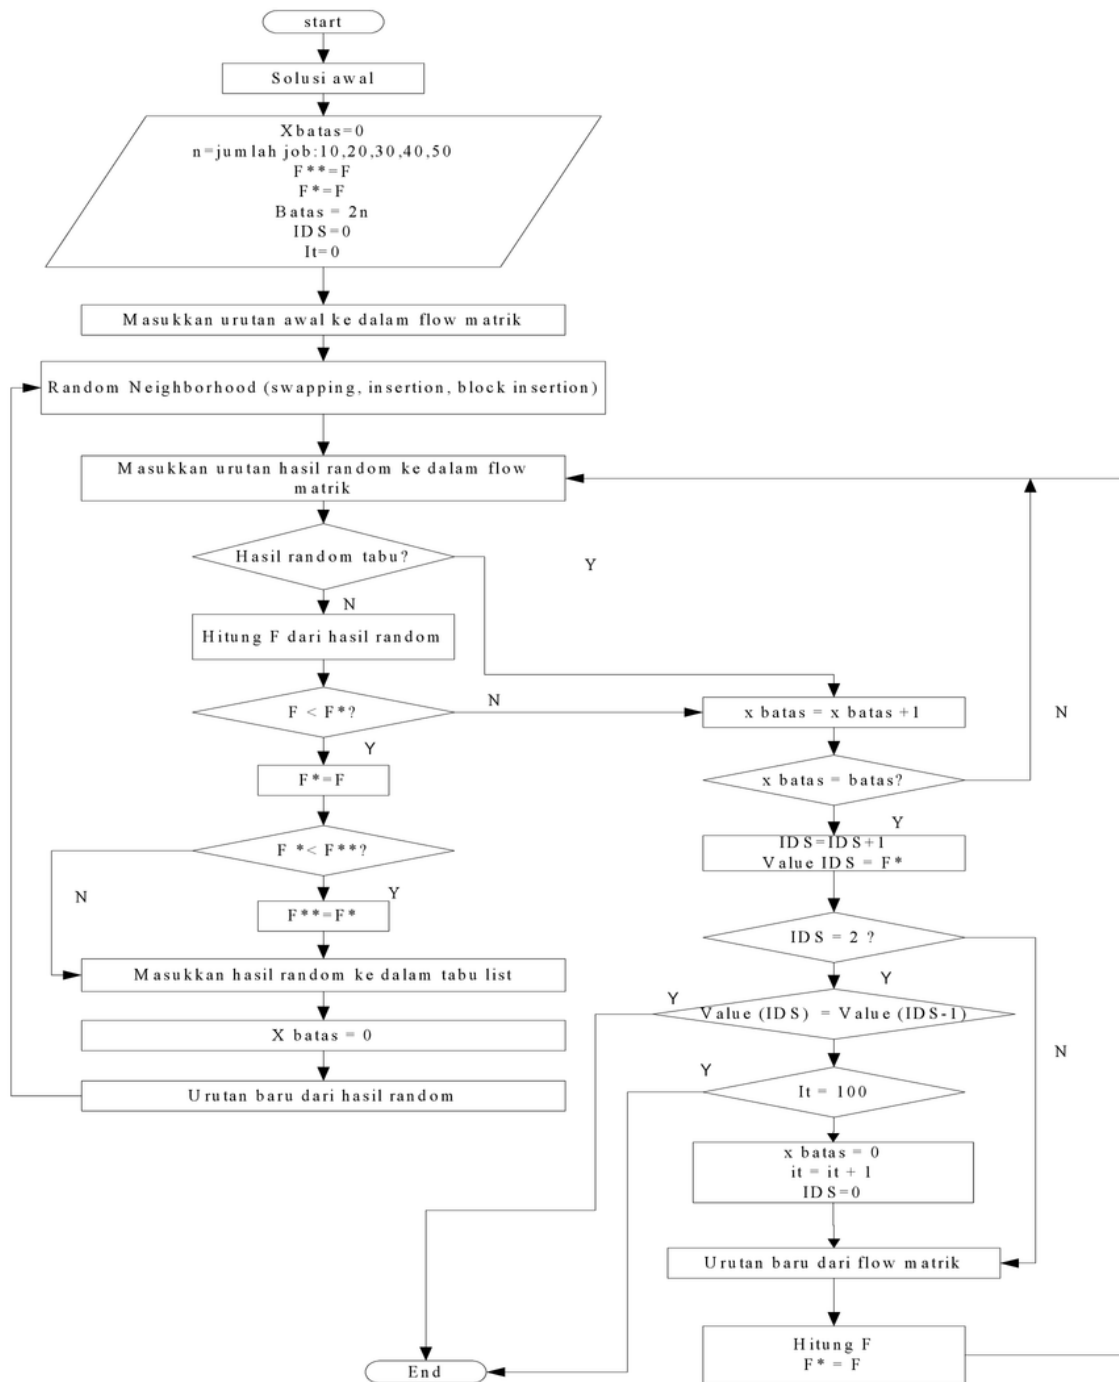 start
Solusi awal
Xbatas=0
n=jumlah job:10,20,30,40,50
F**=F
F*=F
Batas = 2n
IDS=0
It=0
Masukkan urutan awal ke dalam flow matrik
Random Neighborhood (swapping, insertion, block insertion)
Masukkan urutan hasil random ke dalam flow
matrik
Hasil random tabu?
Y
N
Hitung F dari hasil random
F < F*?
N
Y
F*=F
F *< F**?
N
Y
F**=F*
Masukkan hasil random ke dalam tabu list
X batas = 0
Urutan baru dari hasil random
x batas = x batas +1
N
x batas = batas?
Y
IDS=IDS+1
Value IDS = F*
IDS = 2 ?
Y
N
Y
Value (IDS) = Value (IDS-1)
Y
It = 100
x batas = 0
it = it + 1
IDS=0
Urutan baru dari flow matrik
Hitung F
F* = F
End